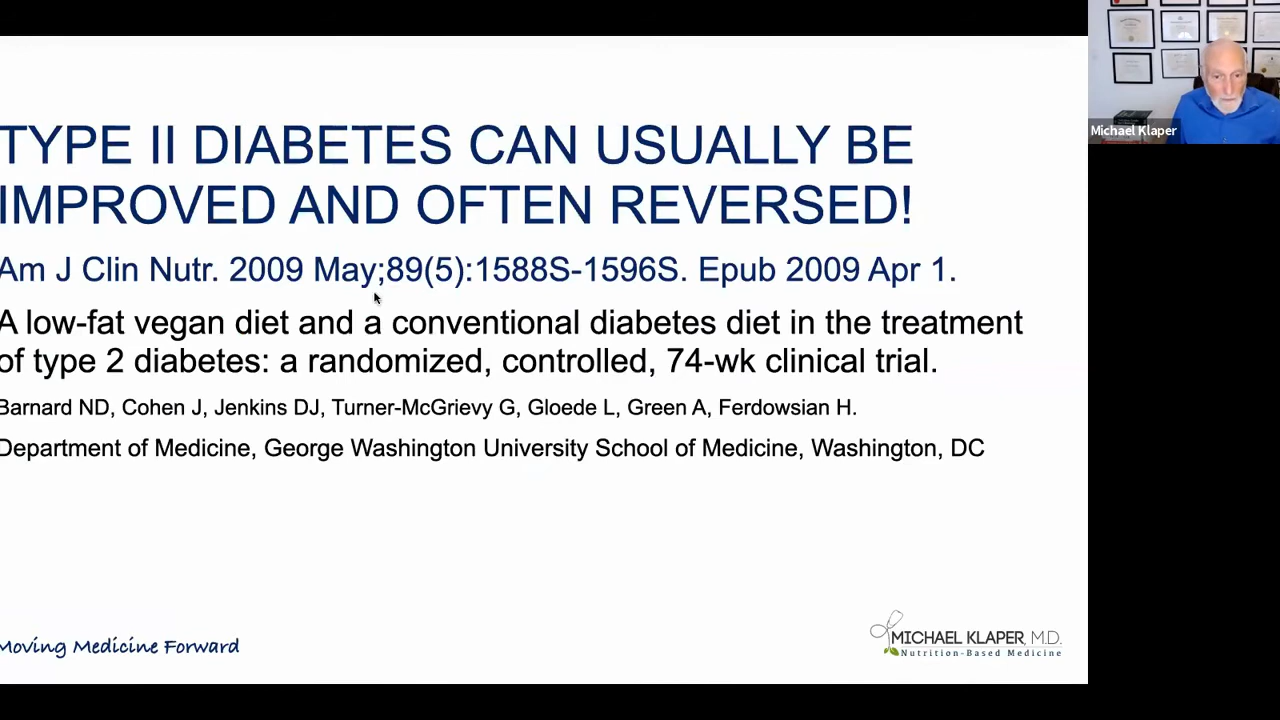 TYPE II DIABETES CAN USUALLY BE
IMPROVED AND OFTEN REVERSED!
Am J Clin Nutr. 2009 May;89(5):1588S-1596S. Epub 2009 Apr 1.
A low-fat vegan diet and a conventional diabetes diet in the treatment
of type 2 diabetes: a randomized, controlled, 74-wk clinical trial.
Barnard ND, Cohen J, Jenkins DJ, Turner-McGrievy G, Gloede L, Green A, Ferdowsian H.
Department of Medicine, George Washington University School of Medicine, Washington, DC
Moving Medicine Forward
MICHAEL KLAPER, M.D.
Nutrition-Based Medicine
Michael Klaper